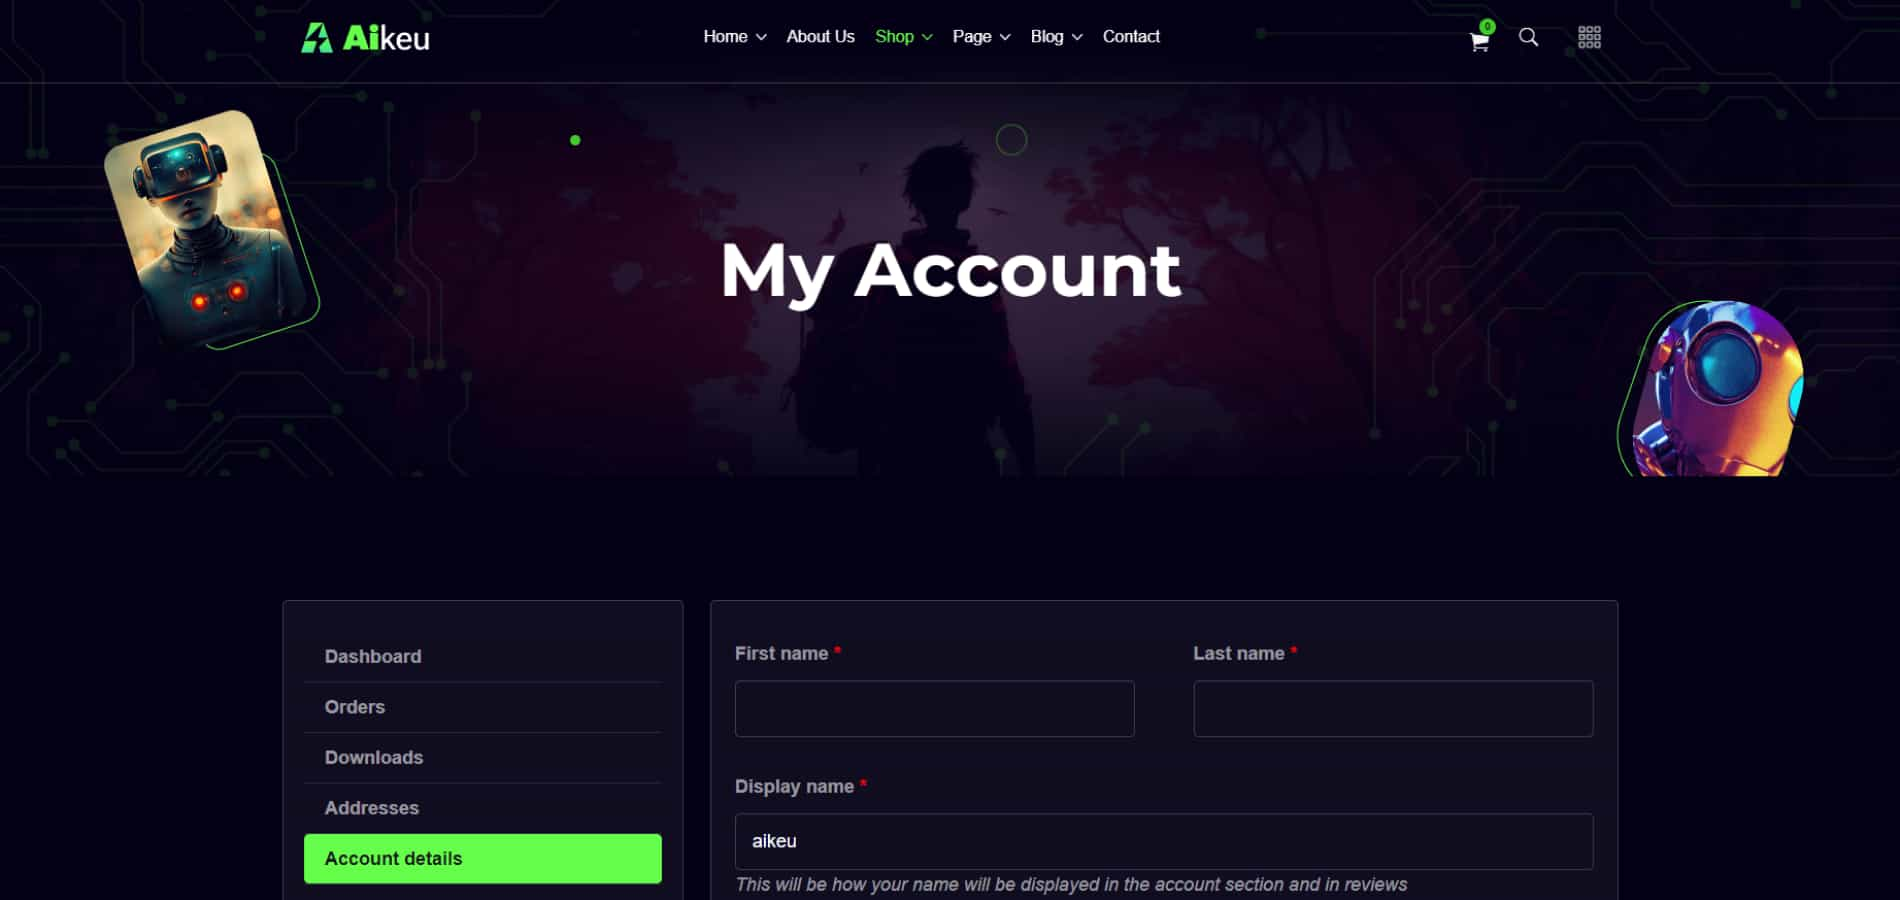 Aikeu
Home
About Us
Shop
Page
Blog
Contact
0
My Account
Dashboard
Orders
Downloads
Addresses
Account details
First name *
Last name *
Display name *
aikeu
This will be how your name will be displayed in the account section and in reviews